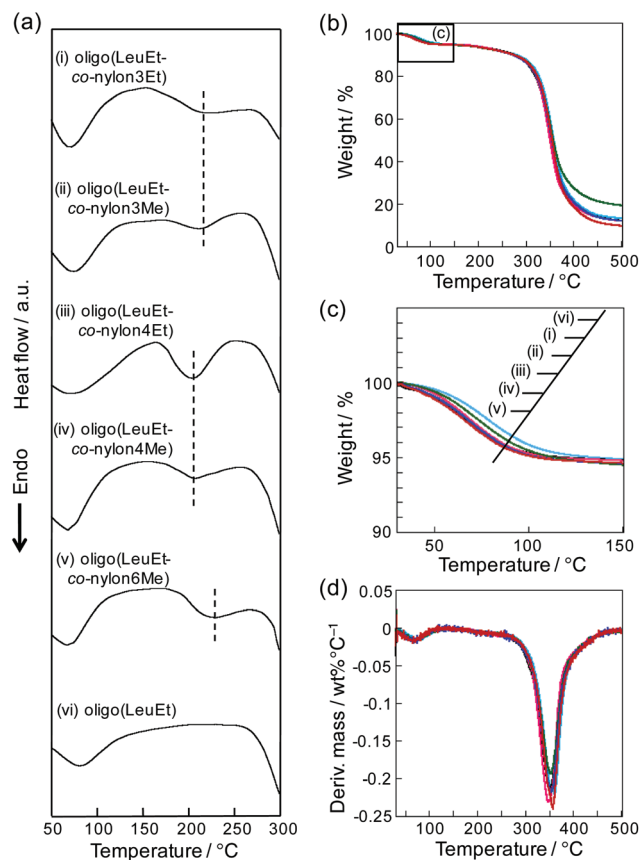 (a)
(i) oligo(LeuEt-
co-nylon3Et)
(ii) oligo(LeuEt-
co-nylon3Me)
(iii) oligo(LeuEt-
co-nylon4Et)
(iv) oligo(LeuEt-
co-nylon4Me)
(v) oligo(LeuEt-
co-nylon6Me)
(vi) oligo(LeuEt)
Endo
Heat flow / a.u.
50 100 150 200 250 300
Temperature / °C
(b)
(c)
100
80
60
40
20
0
Weight / %
100 200 300 400 500
Temperature / °C
(c)
(vi)
(i)
(ii)
(iii)
(iv)
(v)
100
95
90
Weight / %
50 100 150
Temperature / °C
(d)
0.05
0
-0.05
-0.1
-0.15
-0.2
-0.25
Deriv. mass / wt%°C⁻¹
100 200 300 400 500
Temperature / °C